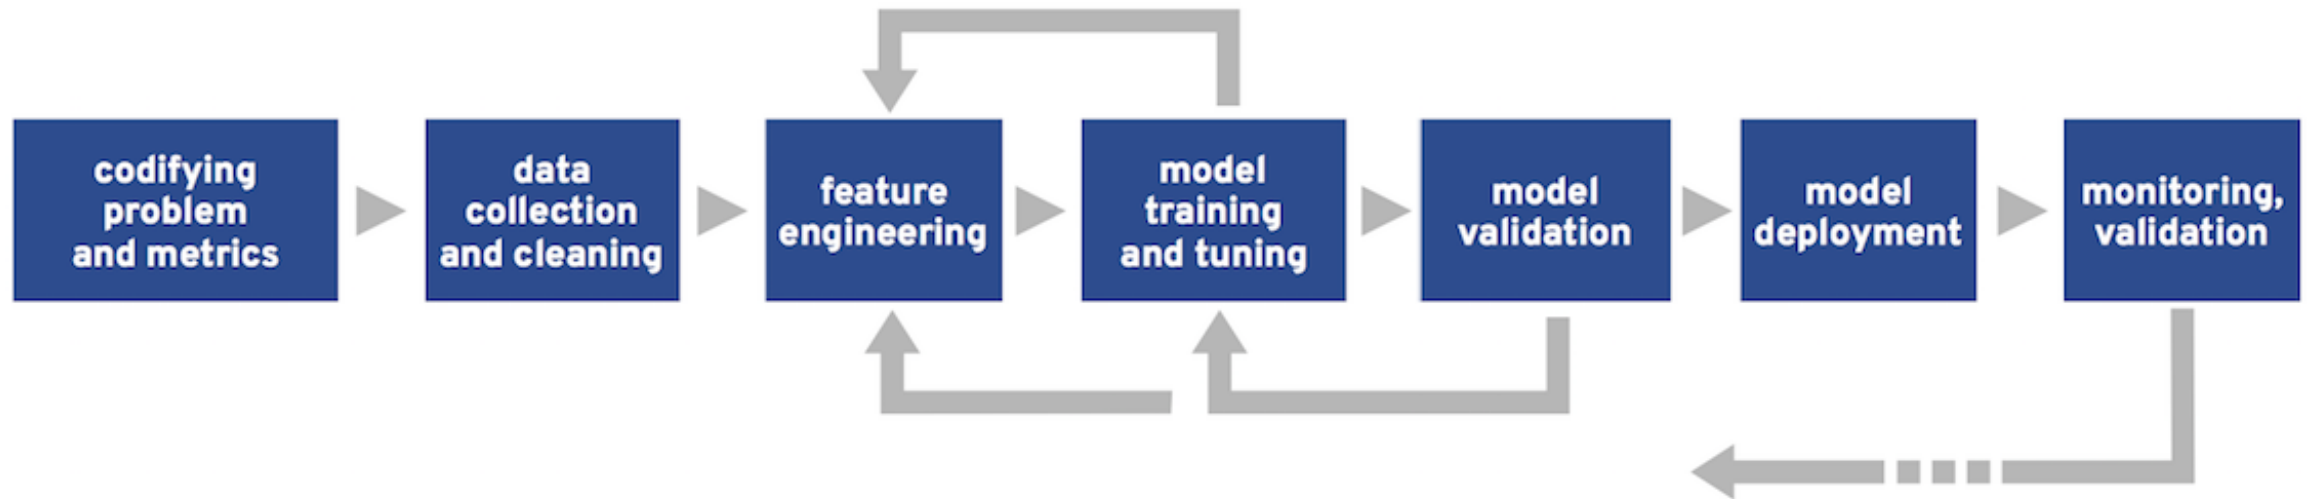 codifying
problem
and metrics
data
collection
and cleaning
feature
engineering
model
training
and tuning
model
validation
model
deployment
monitoring,
validation